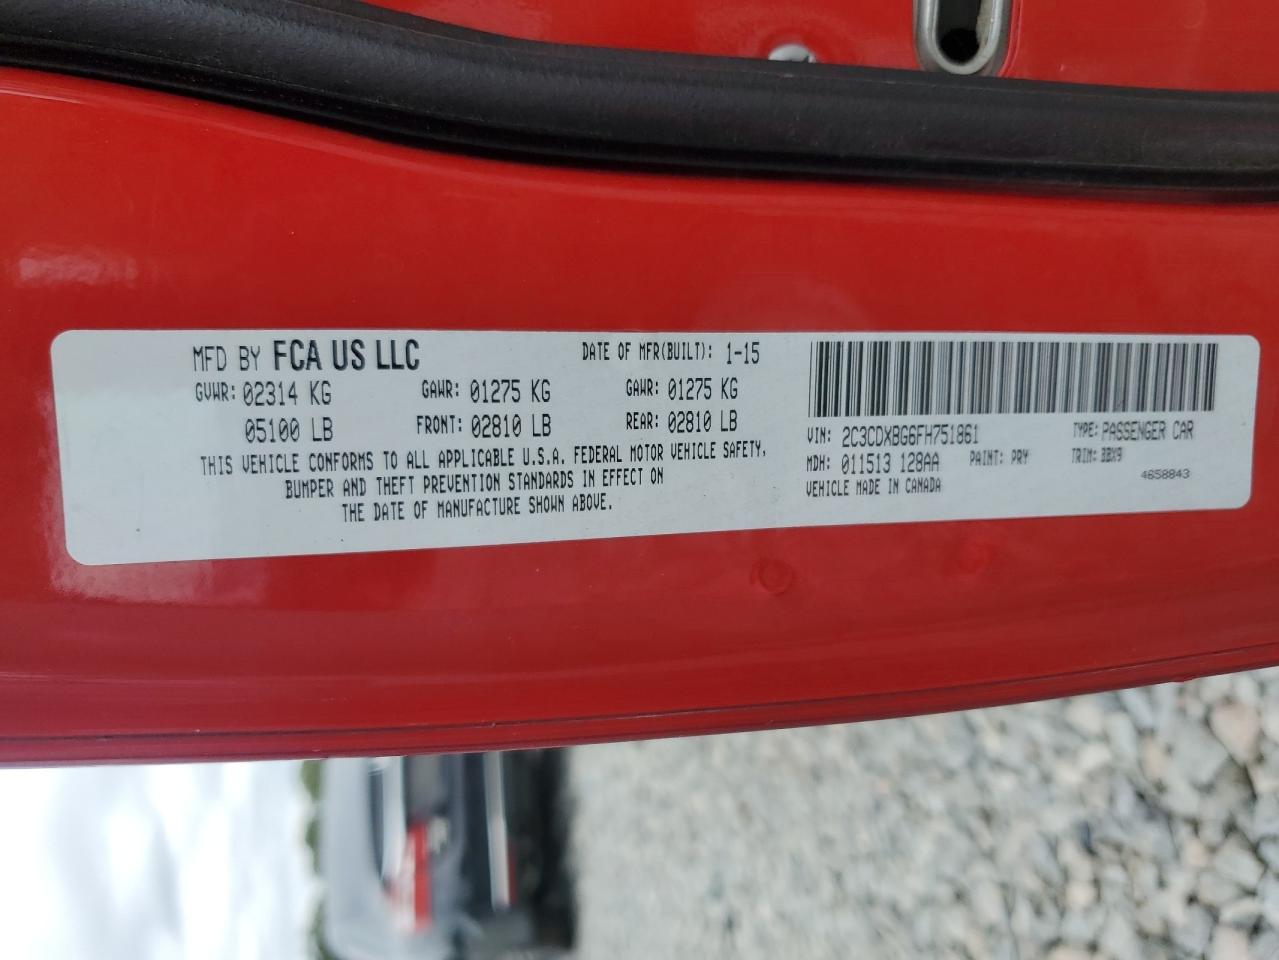 MFD BY FCA US LLC DATE OF MFR(BUILT): 1-15
GVWR: 02314 KG GAWR: 01275 KG GAWR: 01275 KG
05100 LB FRONT: 02810 LB REAR: 02810 LB
THIS VEHICLE CONFORMS TO ALL APPLICABLE U.S.A. FEDERAL MOTOR VEHICLE SAFETY,
BUMPER AND THEFT PREVENTION STANDARDS IN EFFECT ON
THE DATE OF MANUFACTURE SHOWN ABOVE.
VIN: 2C3CDXBG6FH751861 TYPE: PASSENGER CAR
MDH: 011513 128AA PAINT: PRY TRIM: BBX9
VEHICLE MADE IN CANADA 4658843